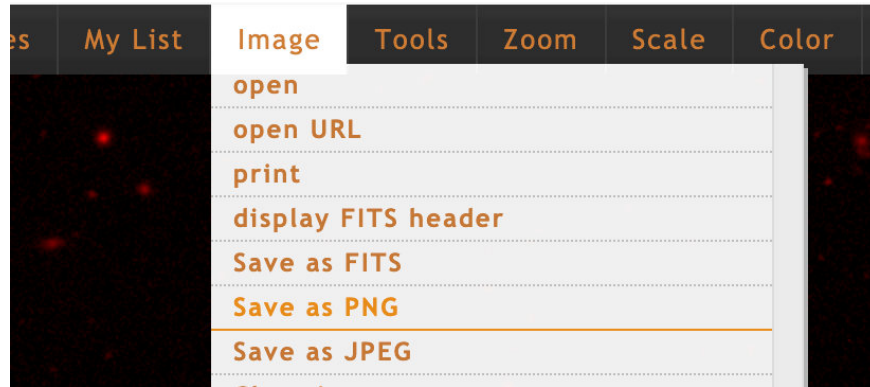 My List Image Tools Zoom Scale Color
open
open URL
print
display FITS header
Save as FITS
Save as PNG
Save as JPEG